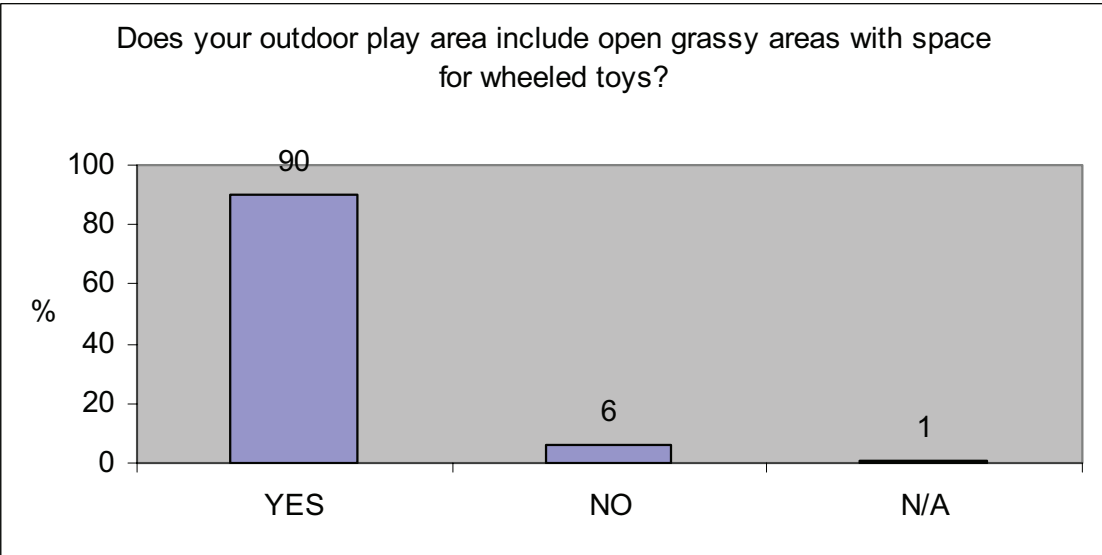 Does your outdoor play area include open grassy areas with space
for wheeled toys?
100
80
60
40
20
0
%
90
6
1
YES
NO
N/A